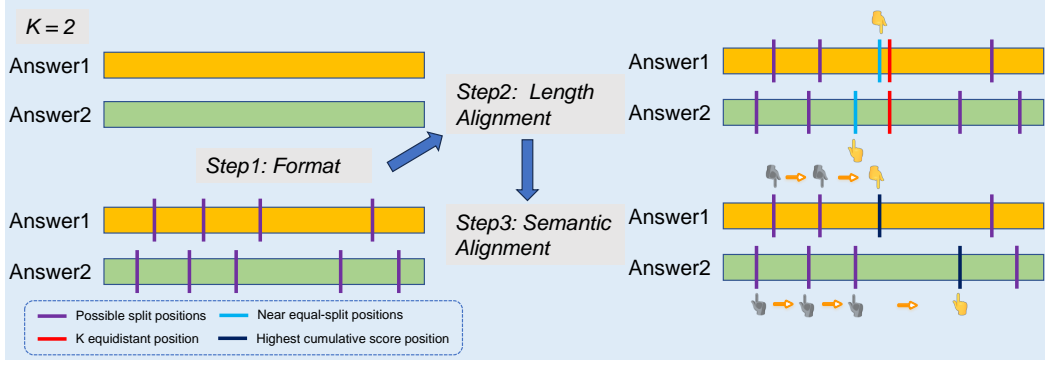 K = 2
Answer1
Answer2
Step1: Format
Answer1
Answer2
Possible split positions
Near equal-split positions
K equidistant position
Highest cumulative score position
Step2: Length
Alignment
Step3: Semantic
Alignment
Answer1
Answer2
Answer1
Answer2